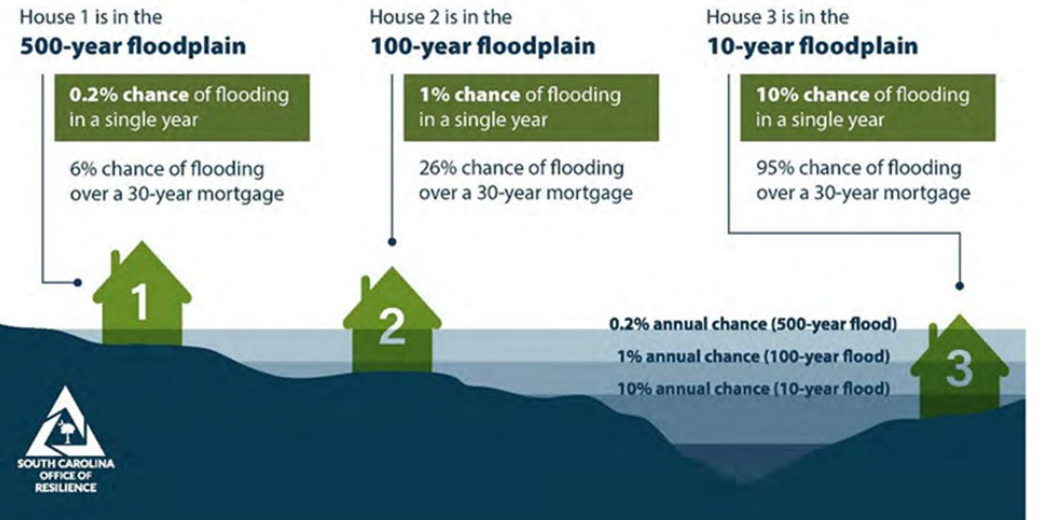 House 1 is in the
500-year floodplain
0.2% chance of flooding
in a single year
6% chance of flooding
over a 30-year mortgage
House 2 is in the
100-year floodplain
1% chance of flooding
in a single year
26% chance of flooding
over a 30-year mortgage
House 3 is in the
10-year floodplain
10% chance of flooding
in a single year
95% chance of flooding
over a 30-year mortgage
1
2
0.2% annual chance (500-year flood)
1% annual chance (100-year flood)
10% annual chance (10-year flood)
3
SOUTH CAROLINA
OFFICE OF
RESILIENCE